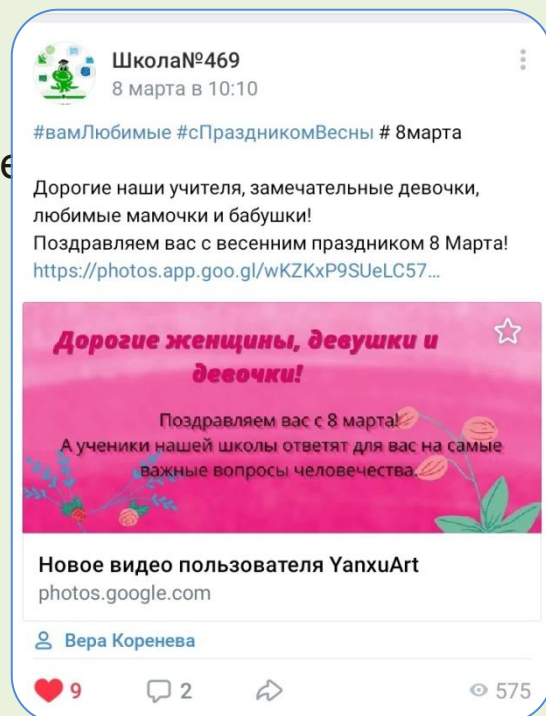 Школа№469
8 марта в 10:10
#вамЛюбимые #сПраздникомВесны # 8марта
е
Дорогие наши учителя, замечательные девочки,
любимые мамочки и бабушки!
Поздравляем вас с весенним праздником 8 Марта!
https://photos.app.goo.gl/wKZKxP9SUeLC57...
Дорогие женщины, девушки и
девочки!
Поздравляем вас с 8 марта!
А ученики нашей школы ответят для вас на самые
важные вопросы человечества.
Новое видео пользователя YanxuArt
photos.google.com
Вера Коренева
9 2 575